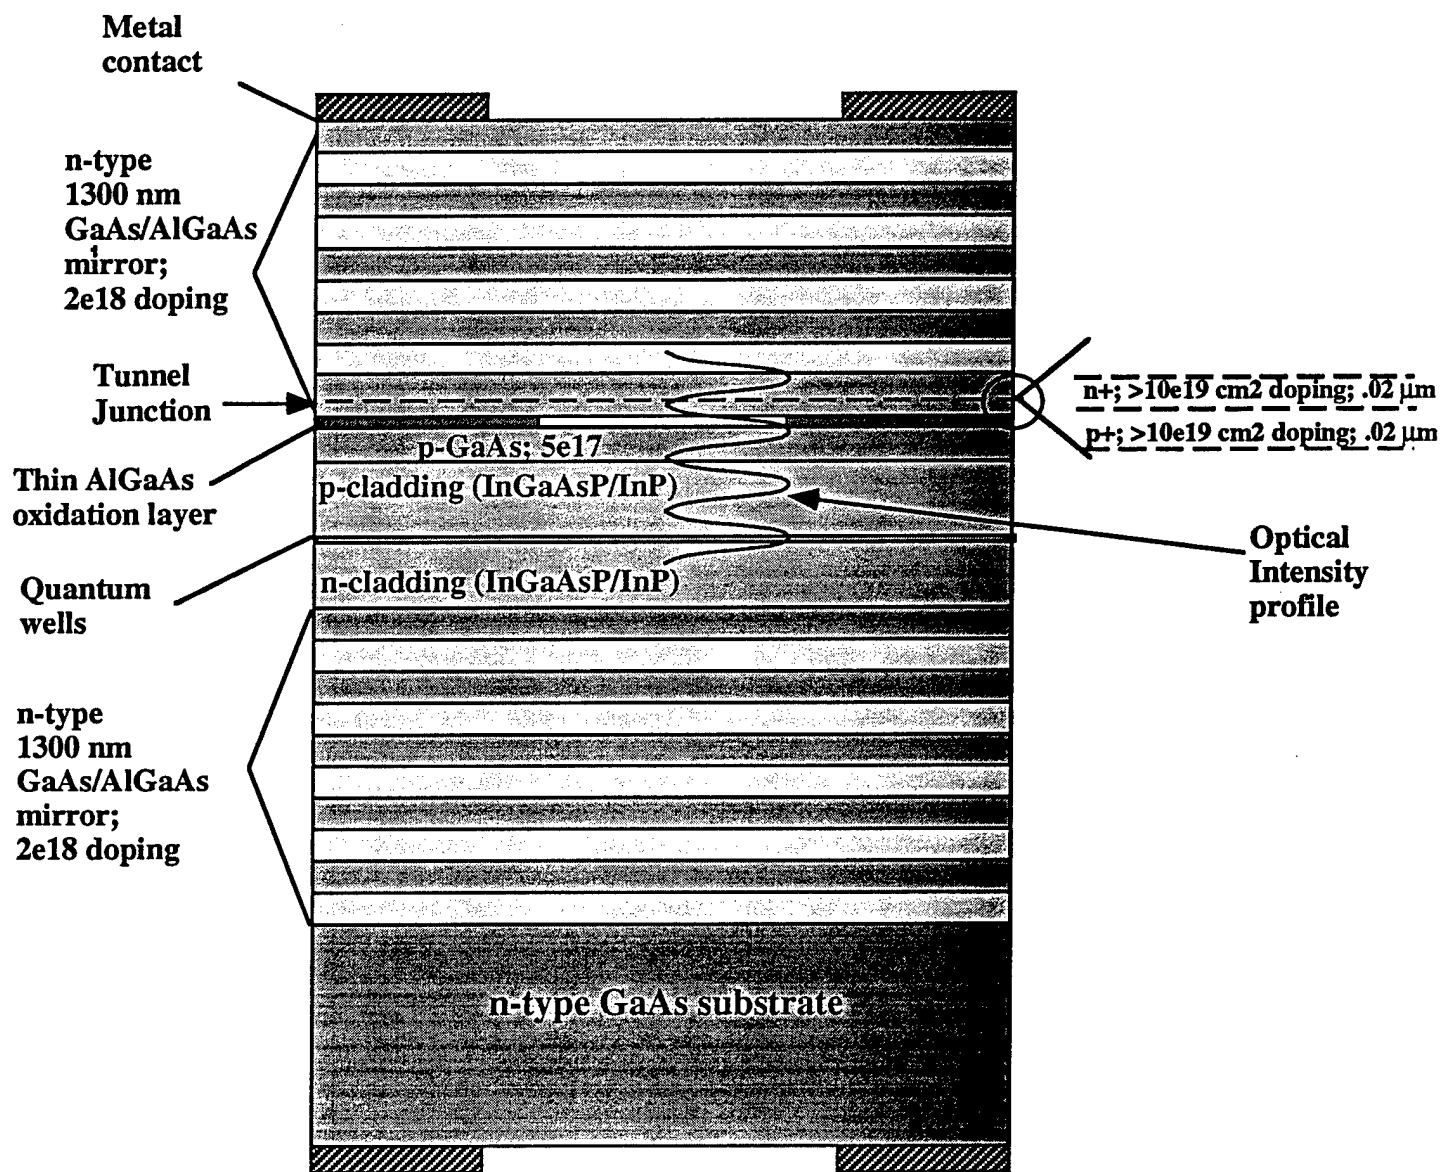 Metal
contact
n-type
1300 nm
GaAs/AlGaAs
mirror;
2e18 doping
Tunnel
Junction
n+; >10e19 cm2 doping; .02 µm
p+; >10e19 cm2 doping; .02 µm
p-GaAs; 5e17
Thin AlGaAs
oxidation layer
p-cladding (InGaAsP/InP)
Optical
Intensity
profile
Quantum
wells
n-cladding (InGaAsP/InP)
n-type
1300 nm
GaAs/AlGaAs
mirror;
2e18 doping
n-type GaAs substrate